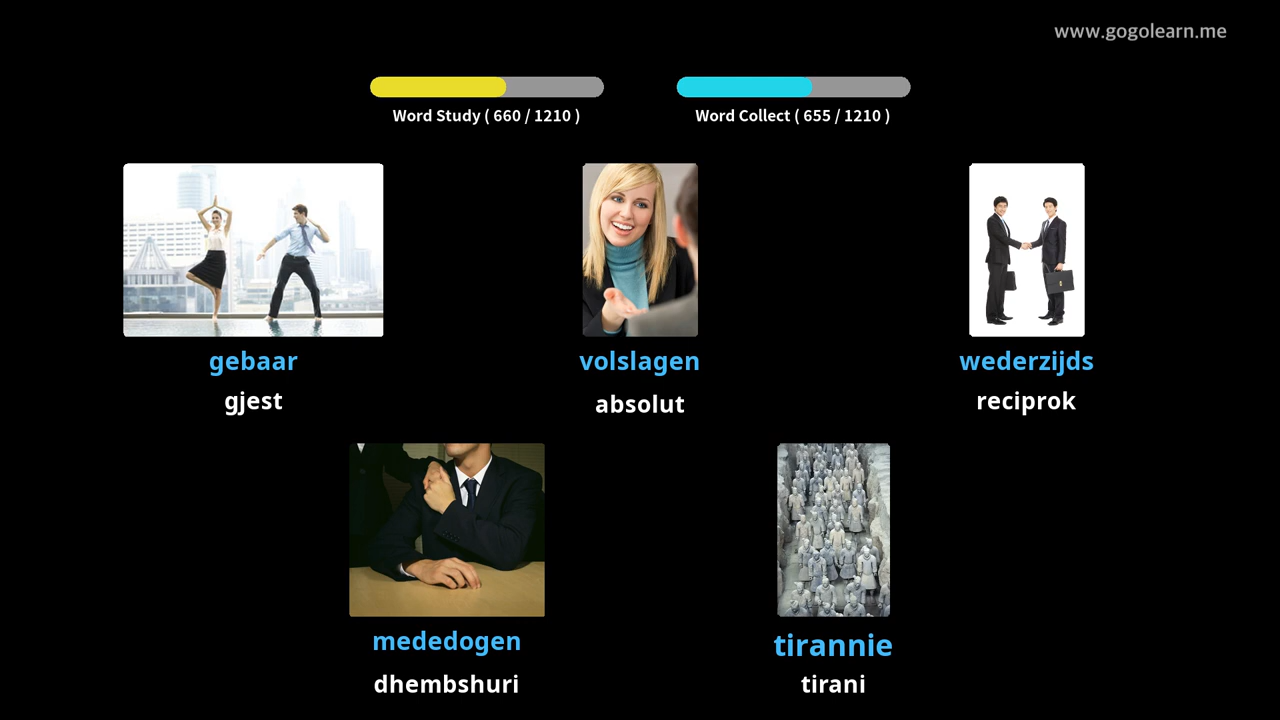 www.gogolearn.me
Word Study ( 660 / 1210 )
Word Collect ( 655 / 1210 )
gebaar
gjest
volslagen
absolut
wederzijds
reciprok
mededogen
dhembshuri
tirannie
tirani